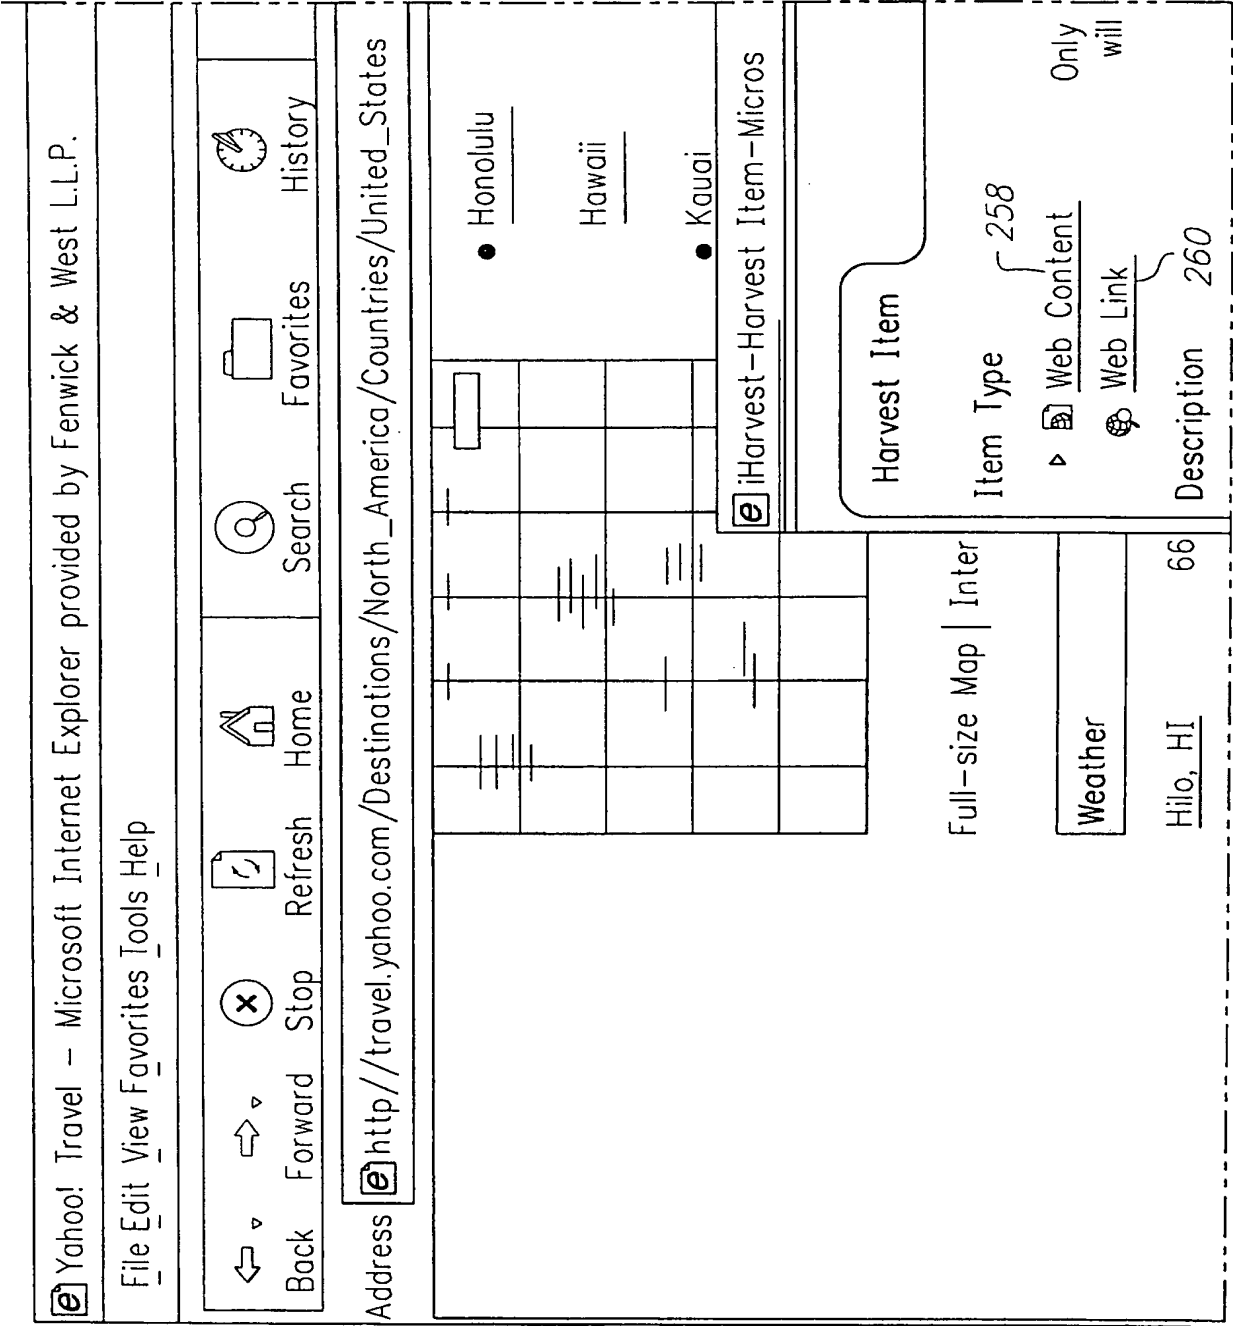 Yahoo! Travel – Microsoft Internet Explorer provided by Fenwick & West L.L.P.
File Edit View Favorites Tools Help
Back Forward Stop Refresh Home Search Favorites History
Address http//travel.yahoo.com/Destinations/North_America/Countries/United_States
Honolulu
Hawaii
Kauai
iHarvest-Harvest Item-Micros
Harvest Item
Item Type
258
Web Content
Only
Web Link
will
260
Description
Full-size Map | Inter
Weather
Hilo, HI 66